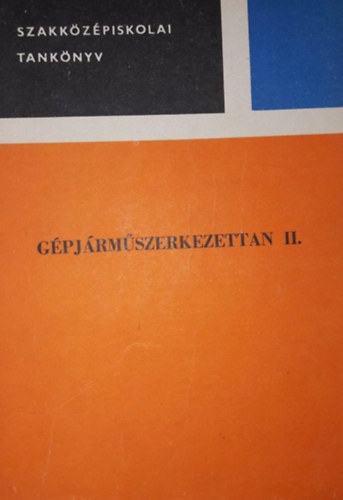 SZAKKÖZÉPISKOLAI
TANKÖNYV
GÉPJÁRMŰSZERKEZETTAN II.